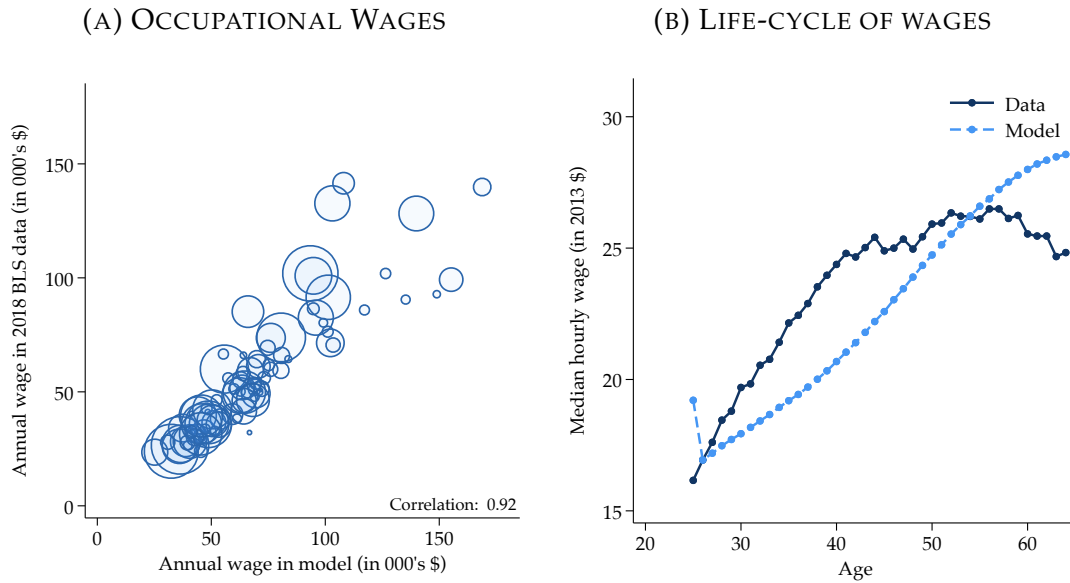 (A) OCCUPATIONAL WAGES
Annual wage in 2018 BLS data (in 000's $)
150
100
50
0
Correlation: 0.92
0 50 100 150
Annual wage in model (in 000's $)
(B) LIFE-CYCLE OF WAGES
Median hourly wage (in 2013 $)
30
25
20
15
Data
Model
20 30 40 50 60
Age